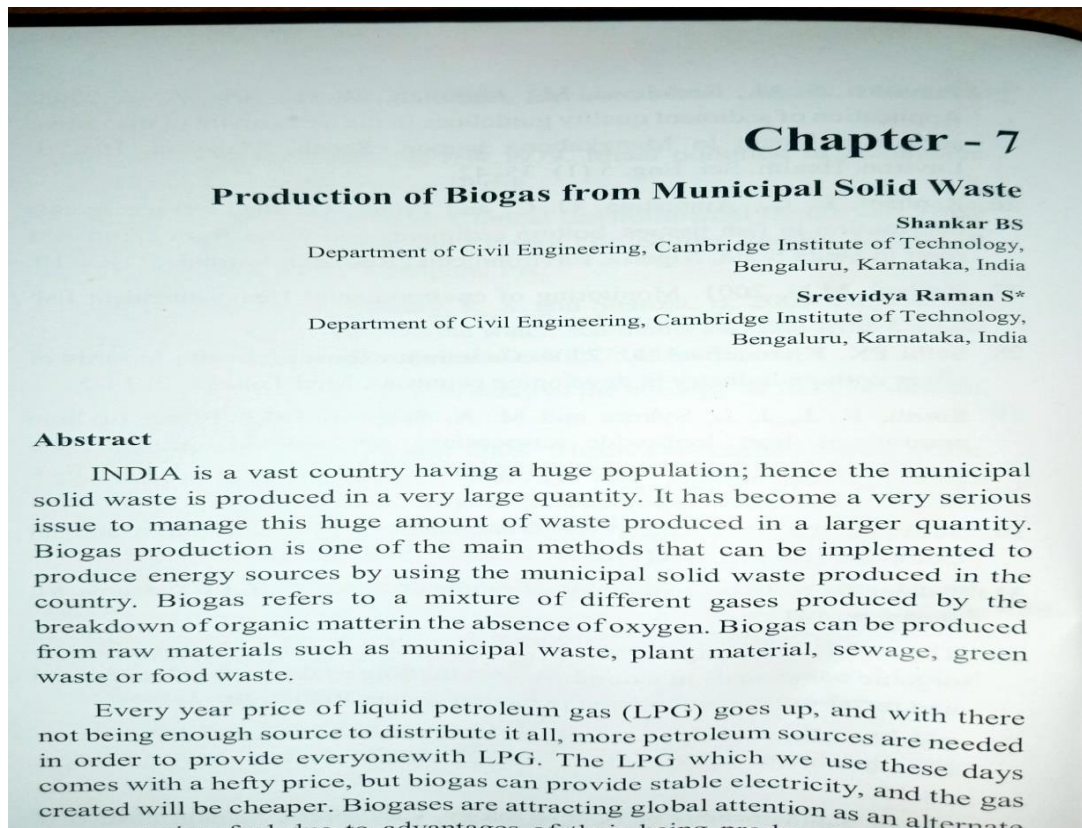 Chapter - 7
Production of Biogas from Municipal Solid Waste
Shankar BS
Department of Civil Engineering, Cambridge Institute of Technology,
Bengaluru, Karnataka, India
Sreevidya Raman S*
Department of Civil Engineering, Cambridge Institute of Technology,
Bengaluru, Karnataka, India
Abstract
INDIA is a vast country having a huge population; hence the municipal
solid waste is produced in a very large quantity. It has become a very serious
issue to manage this huge amount of waste produced in a larger quantity.
Biogas production is one of the main methods that can be implemented to
produce energy sources by using the municipal solid waste produced in the
country. Biogas refers to a mixture of different gases produced by the
breakdown of organic matterin the absence of oxygen. Biogas can be produced
from raw materials such as municipal waste, plant material, sewage, green
waste or food waste.
Every year price of liquid petroleum gas (LPG) goes up, and with there
not being enough source to distribute it all, more petroleum sources are needed
in order to provide everyonewith LPG. The LPG which we use these days
comes with a hefty price, but biogas can provide stable electricity, and the gas
created will be cheaper. Biogases are attracting global attention as an alternate